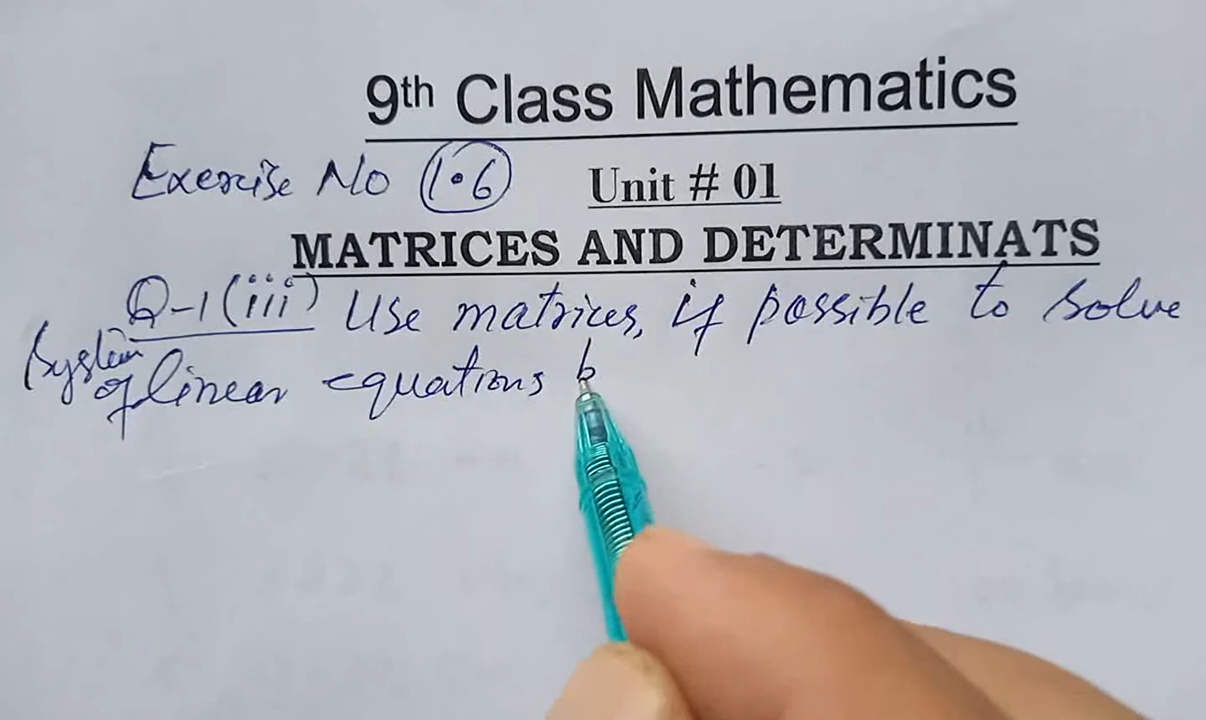 9th Class Mathematics
Exercise No 1.6 Unit # 01
MATRICES AND DETERMINATS
Q-1(iii) Use matrices, if possible to solve
System of linear equations b